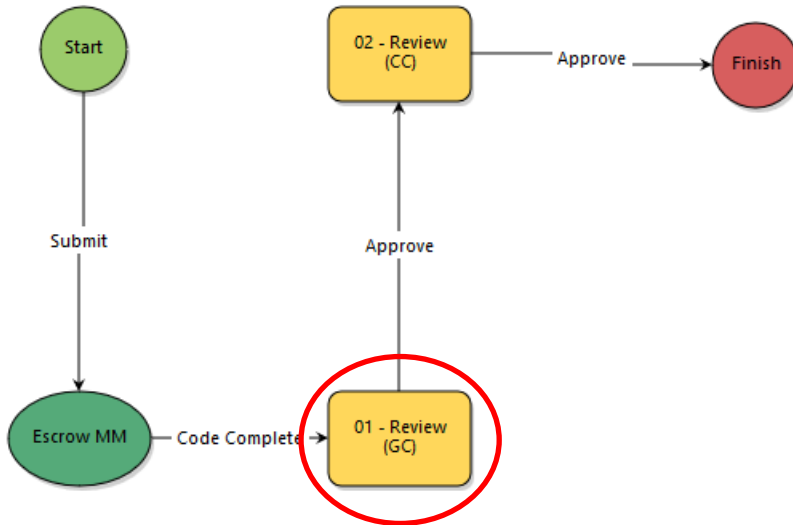 Start
Submit
Escrow MM
Code Complete
01 - Review
(GC)
Approve
02 - Review
(CC)
Approve
Finish